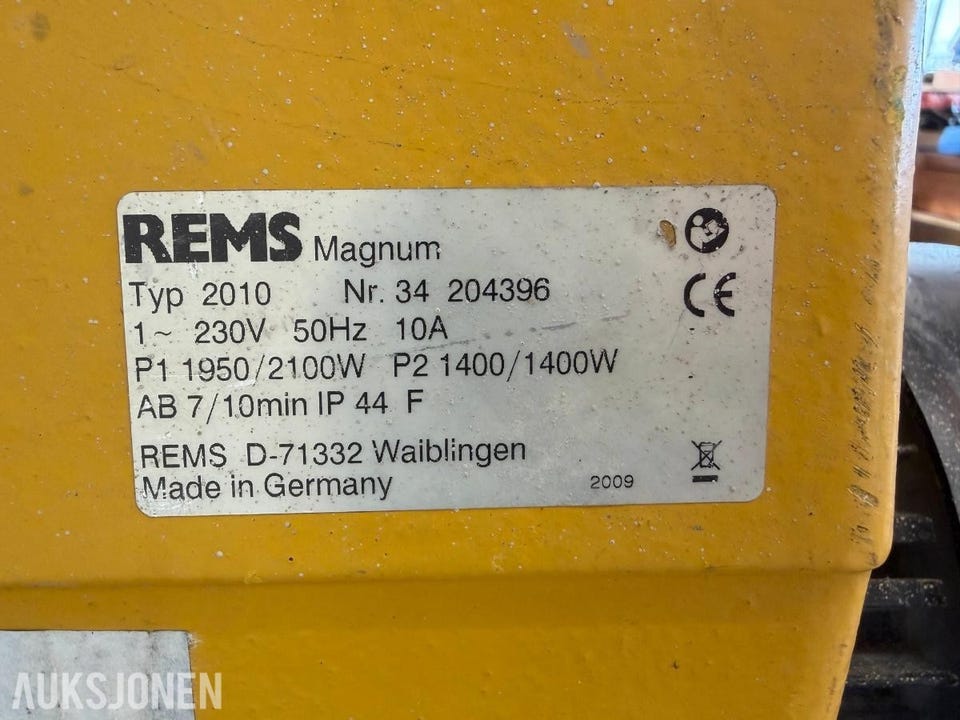 REMS Magnum
Typ 2010 Nr. 34 204396
1~ 230V 50Hz 10A
P1 1950/2100W P2 1400/1400W
AB 7/10min IP 44 F
REMS D-71332 Waiblingen
Made in Germany 2009
CE
AUKSJONEN